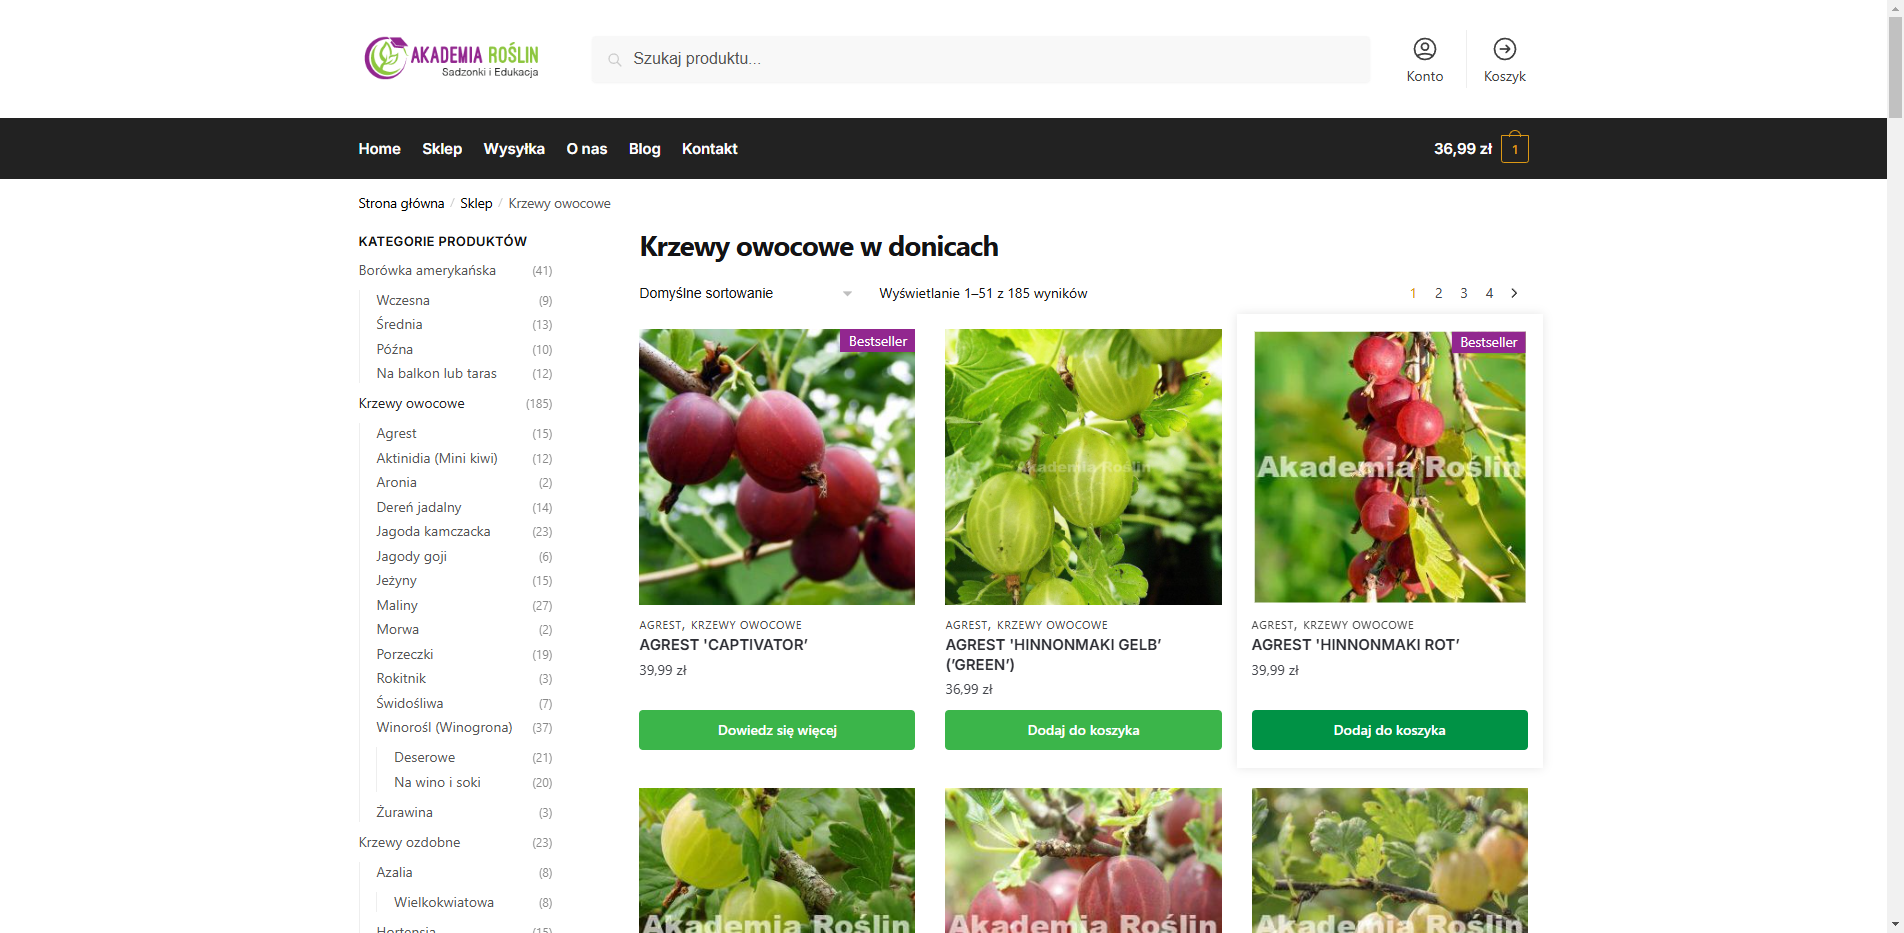 AKADEMIA ROŚLIN
Sadzonki i Edukacja
Szukaj produktu...
Konto
Koszyk
Home Sklep Wysyłka O nas Blog Kontakt
36,99 zł 1
Strona główna / Sklep / Krzewy owocowe
KATEGORIE PRODUKTÓW
Borówka amerykańska (41)
Wczesna (9)
Średnia (13)
Późna (10)
Na balkon lub taras (12)
Krzewy owocowe (185)
Agrest (15)
Aktinidia (Mini kiwi) (12)
Aronia (2)
Dereń jadalny (14)
Jagoda kamczacka (23)
Jagody goji (6)
Jeżyny (15)
Maliny (27)
Morwa (2)
Porzeczki (19)
Rokitnik (3)
Świdośliwa (7)
Winorośl (Winogrona) (37)
Deserowe (21)
Na wino i soki (20)
Żurawina (3)
Krzewy ozdobne (23)
Azalia (8)
Wielkokwiatowa (8)
Hortensja (15)
Krzewy owocowe w donicach
Domyślne sortowanie
Wyświetlanie 1–51 z 185 wyników
1 2 3 4
Bestseller
AGREST, KRZEWY OWOCOWE
AGREST 'CAPTIVATOR’
39,99 zł
Dowiedz się więcej
Akademia Roślin
AGREST, KRZEWY OWOCOWE
AGREST 'HINNONMAKI GELB’
(’GREEN’)
36,99 zł
Dodaj do koszyka
Bestseller
Akademia Roślin
AGREST, KRZEWY OWOCOWE
AGREST 'HINNONMAKI ROT’
39,99 zł
Dodaj do koszyka
Akademia Roślin
Akademia Roślin
Akademia Roślin